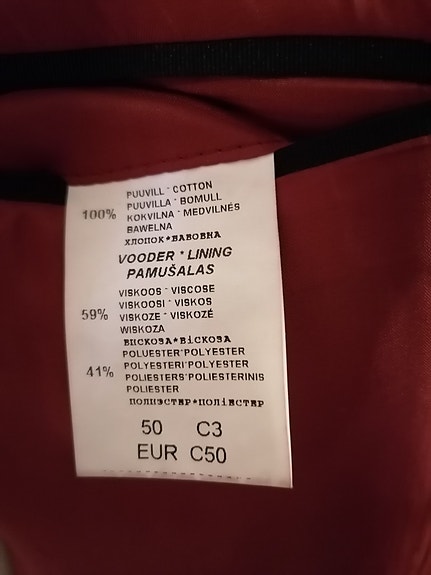 PUUVILL * COTTON
PUUVILLA * BOMULL
100% KOKVILNA * MEDVILNĖS
BAWEŁNA
ХЛОПОК*БАВОВНА
VOODER * LINING
PAMUŠALAS
VISKOOS * VISCOSE
VISKOOSI * VISKOS
59% VISKOZE * VISKOZĖ
WISKOZA
ВИСКОЗА*ВіСКОЗА
POLUESTER*POLYESTER
41% POLYESTERI*POLYESTER
POLIESTERS*POLIESTERINIS
POLIESTER
ПОЛИЭСТЕР*ПОЛіЕСТЕР
50 C3
EUR C50